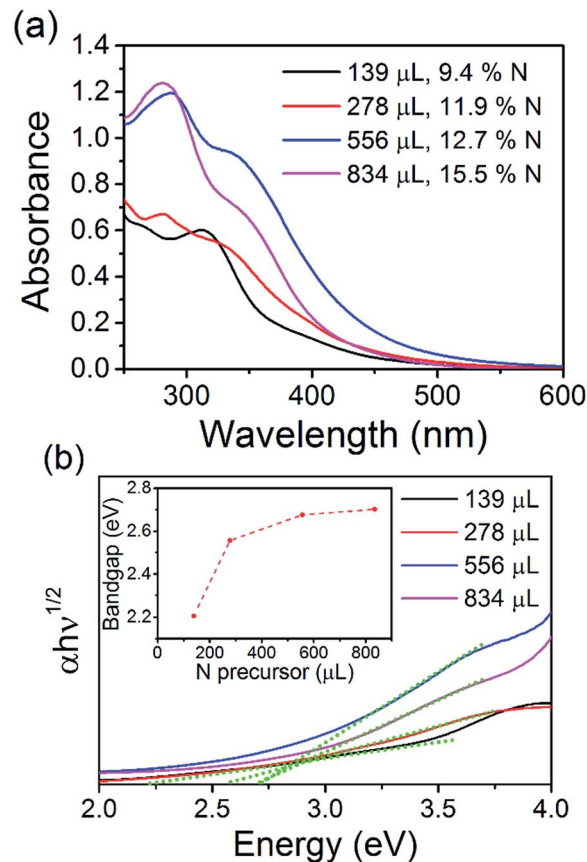 (a)
1.4
1.2
1.0
0.8
0.6
0.4
0.2
0.0
Absorbance
139 μL, 9.4 % N
278 μL, 11.9 % N
556 μL, 12.7 % N
834 μL, 15.5 % N
300 400 500 600
Wavelength (nm)
(b)
αhν1/2
2.8
2.6
2.4
2.2
Bandgap (eV)
0 200 400 600 800
N precursor (μL)
139 μL
278 μL
556 μL
834 μL
2.0 2.5 3.0 3.5 4.0
Energy (eV)